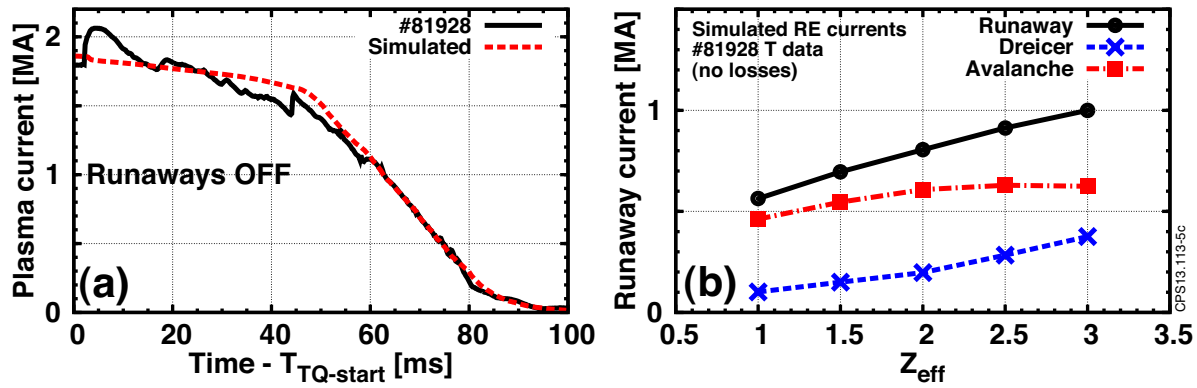 #81928
Simulated
Runaways OFF
(a)
Plasma current [MA]
0
1
2
0 20 40 60 80 100
Time - T_TQ-start [ms]
Simulated RE currents
#81928 T data
(no losses)
Runaway
Dreicer
Avalanche
(b)
Runaway current [MA]
0
1
0.5 1 1.5 2 2.5 3 3.5
Z_eff
CPS13.113-5c